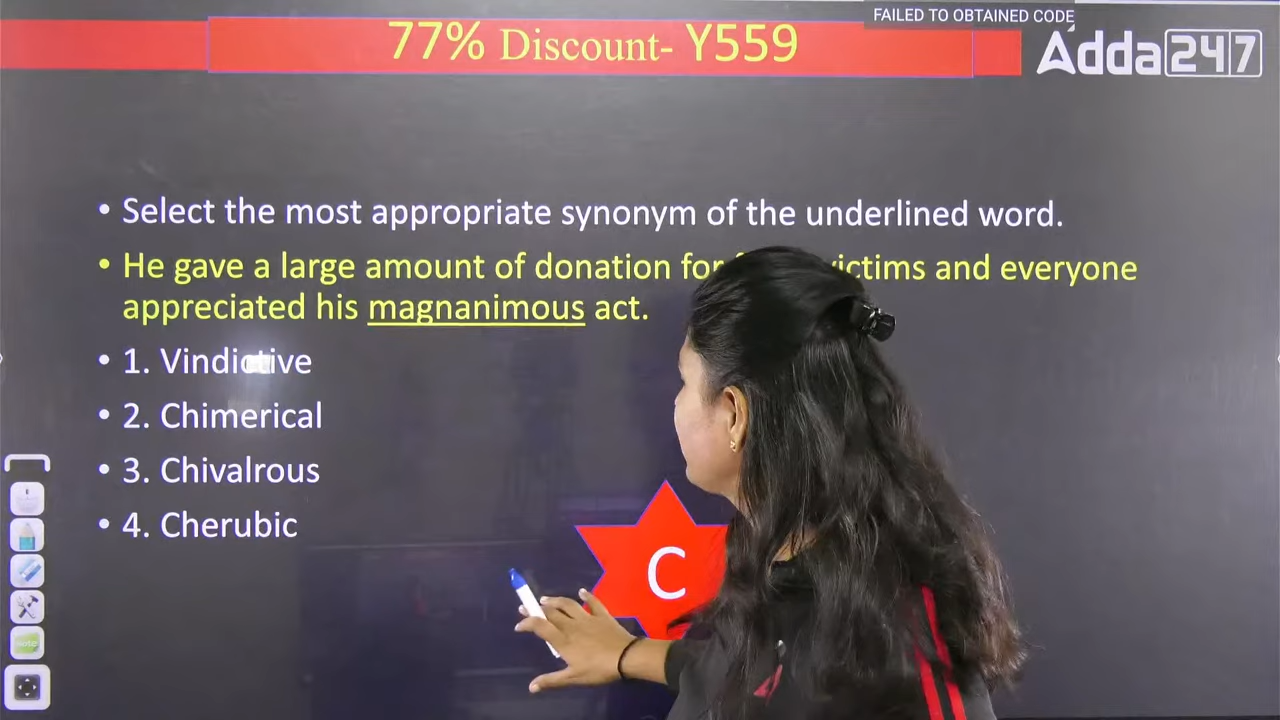 FAILED TO OBTAINED CODE
77% Discount- Y559
Adda247
• Select the most appropriate synonym of the underlined word.
• He gave a large amount of donation for victims and everyone
appreciated his magnanimous act.
• 1. Vindictive
• 2. Chimerical
• 3. Chivalrous
• 4. Cherubic
C